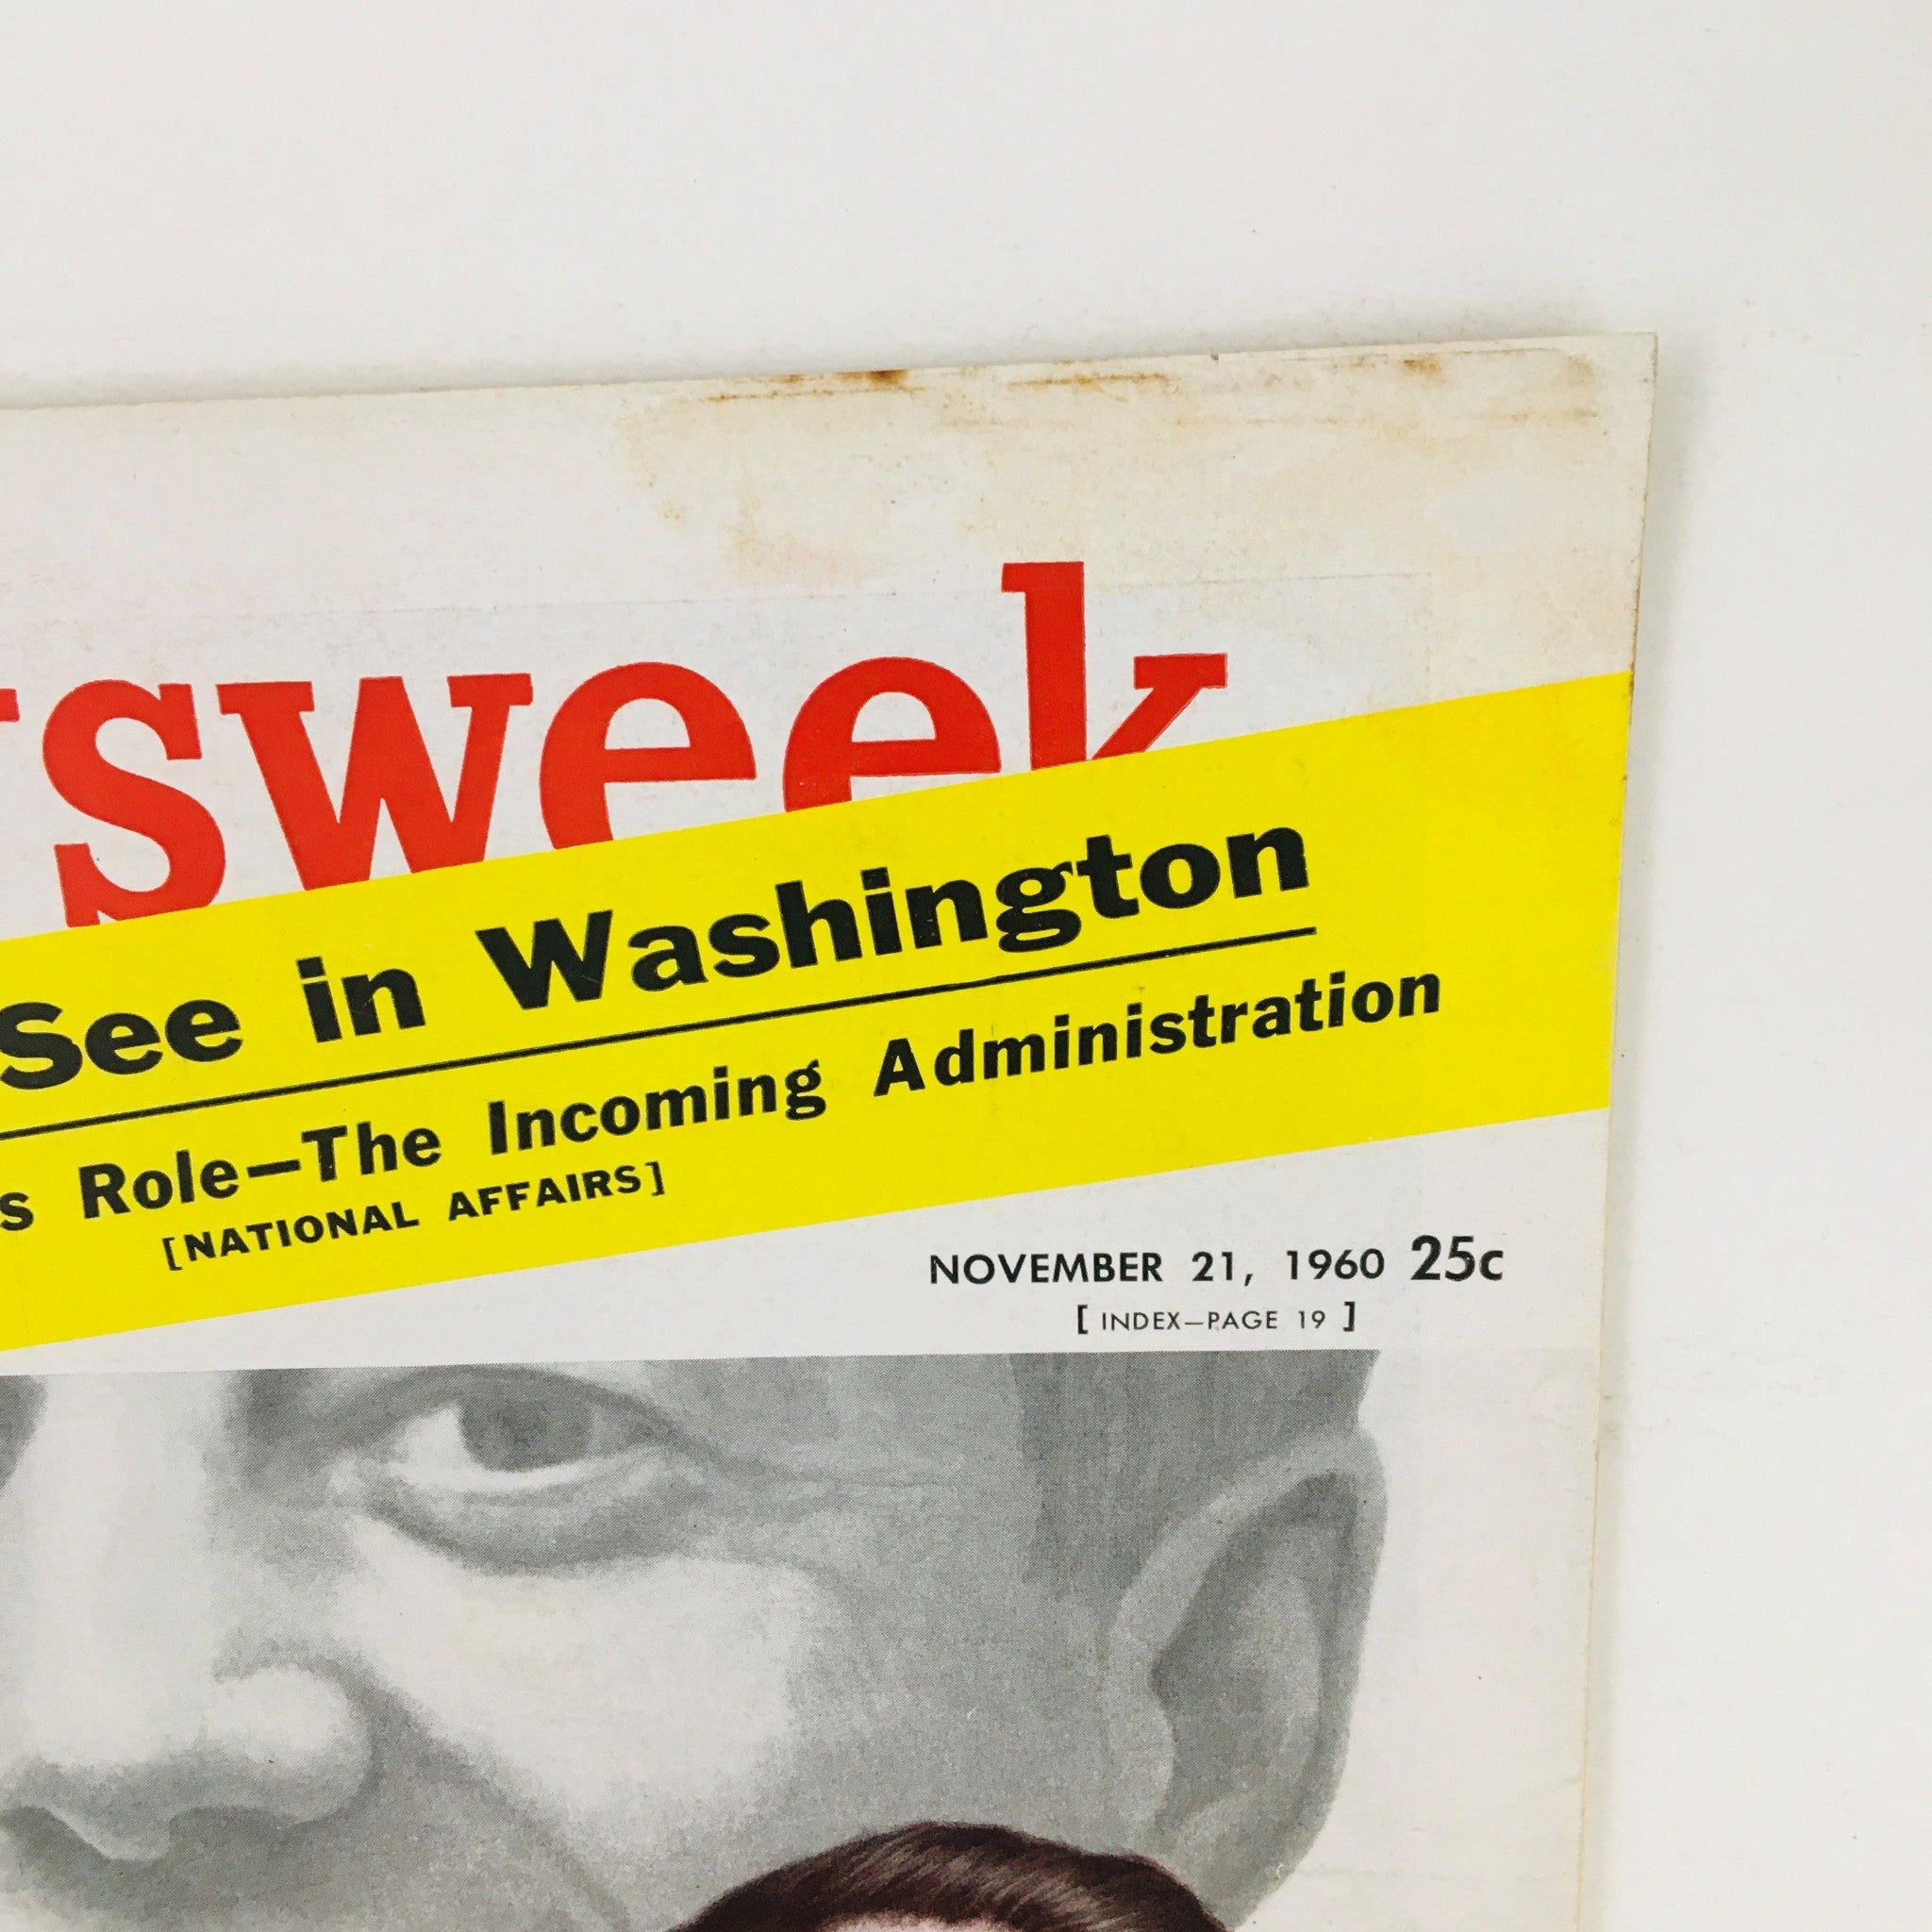 sweek
See in Washington
s Role—The Incoming Administration
[NATIONAL AFFAIRS]
NOVEMBER 21, 1960 25c
[ INDEX—PAGE 19 ]